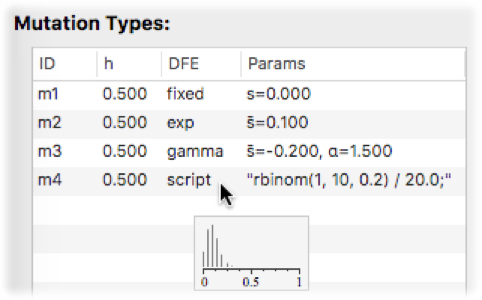 Mutation Types:
ID h DFE Params
m1 0.500 fixed s=0.000
m2 0.500 exp s̄=0.100
m3 0.500 gamma s̄=-0.200, α=1.500
m4 0.500 script "rbinom(1, 10, 0.2) / 20.0;"
0 0.5 1